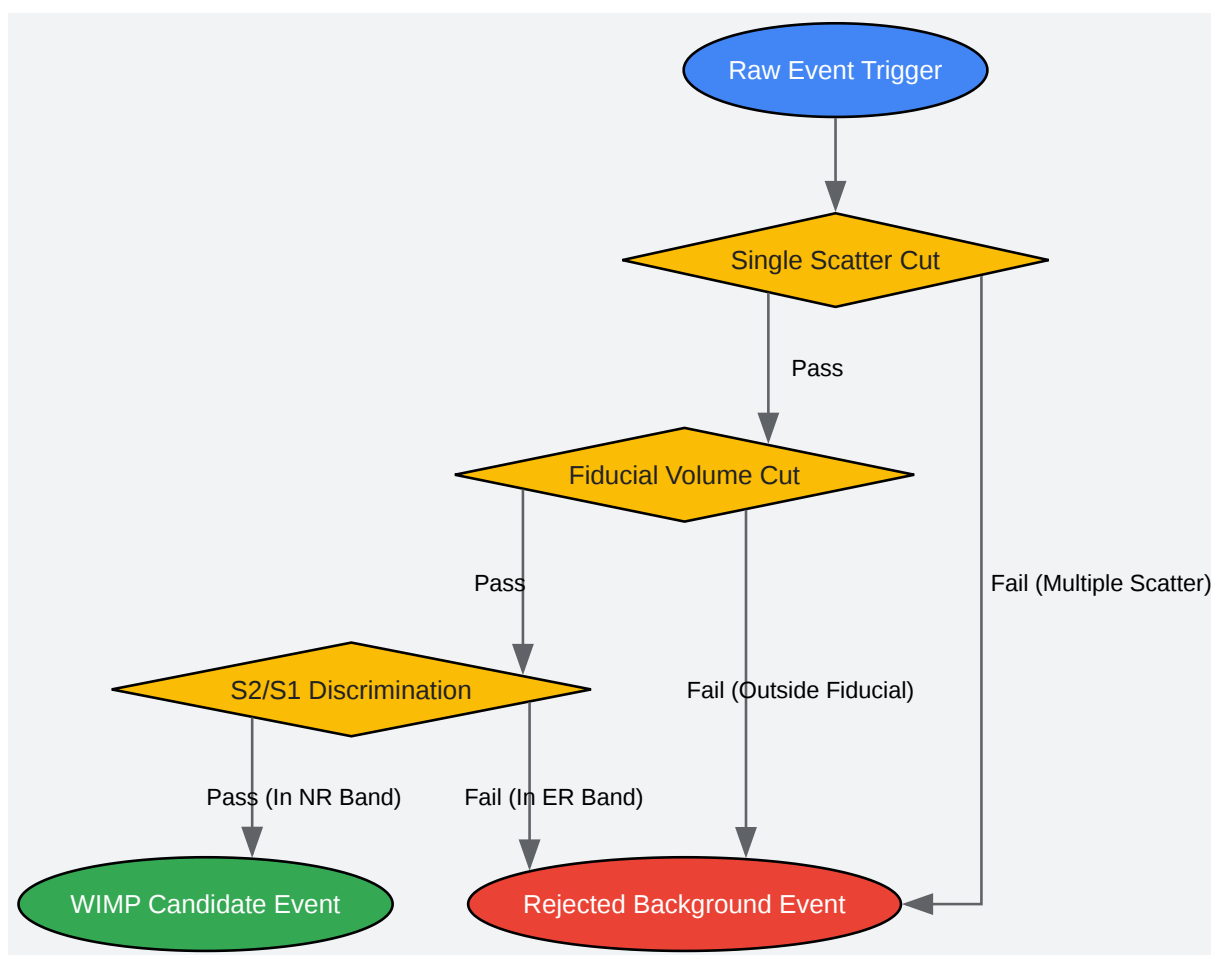 Raw Event Trigger
Single Scatter Cut
Pass
Fiducial Volume Cut
Pass
Fail (Multiple Scatter)
S2/S1 Discrimination
Fail (Outside Fiducial)
Pass (In NR Band)
Fail (In ER Band)
WIMP Candidate Event
Rejected Background Event